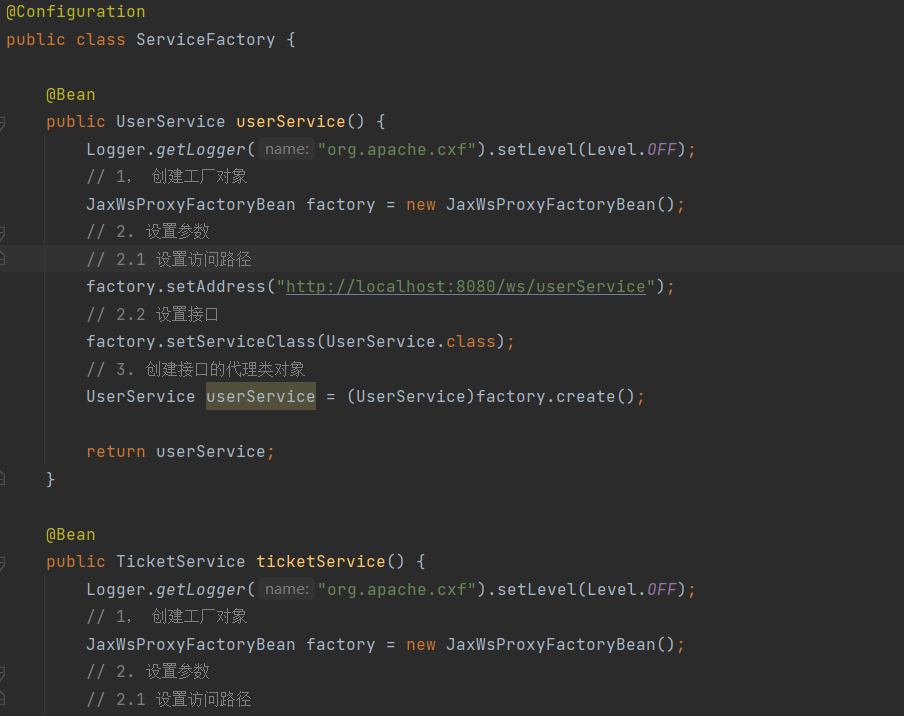 @Configuration
public class ServiceFactory {
@Bean
public UserService userService() {
Logger.getLogger( name: "org.apache.cxf").setLevel(Level.OFF);
// 1， 创建工厂对象
JaxWsProxyFactoryBean factory = new JaxWsProxyFactoryBean();
// 2. 设置参数
// 2.1 设置访问路径
factory.setAddress("http://localhost:8080/ws/userService");
// 2.2 设置接口
factory.setServiceClass(UserService.class);
// 3. 创建接口的代理类对象
UserService userService = (UserService)factory.create();
return userService;
}
@Bean
public TicketService ticketService() {
Logger.getLogger( name: "org.apache.cxf").setLevel(Level.OFF);
// 1， 创建工厂对象
JaxWsProxyFactoryBean factory = new JaxWsProxyFactoryBean();
// 2. 设置参数
// 2.1 设置访问路径